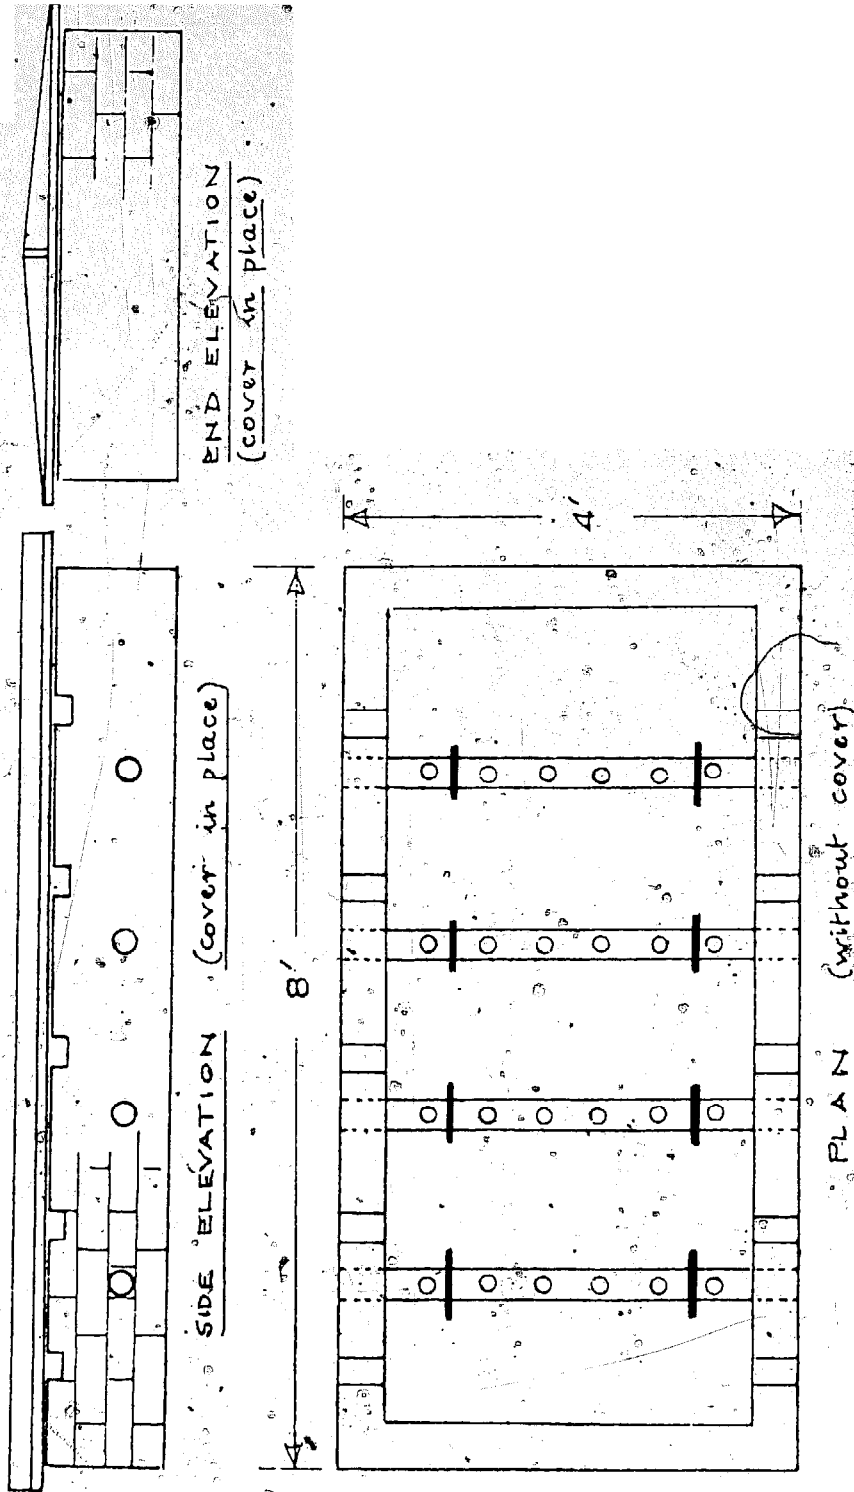 END ELEVATION
(cover in place)
SIDE ELEVATION (cover in place)
8'
4'
PLAN (without cover)